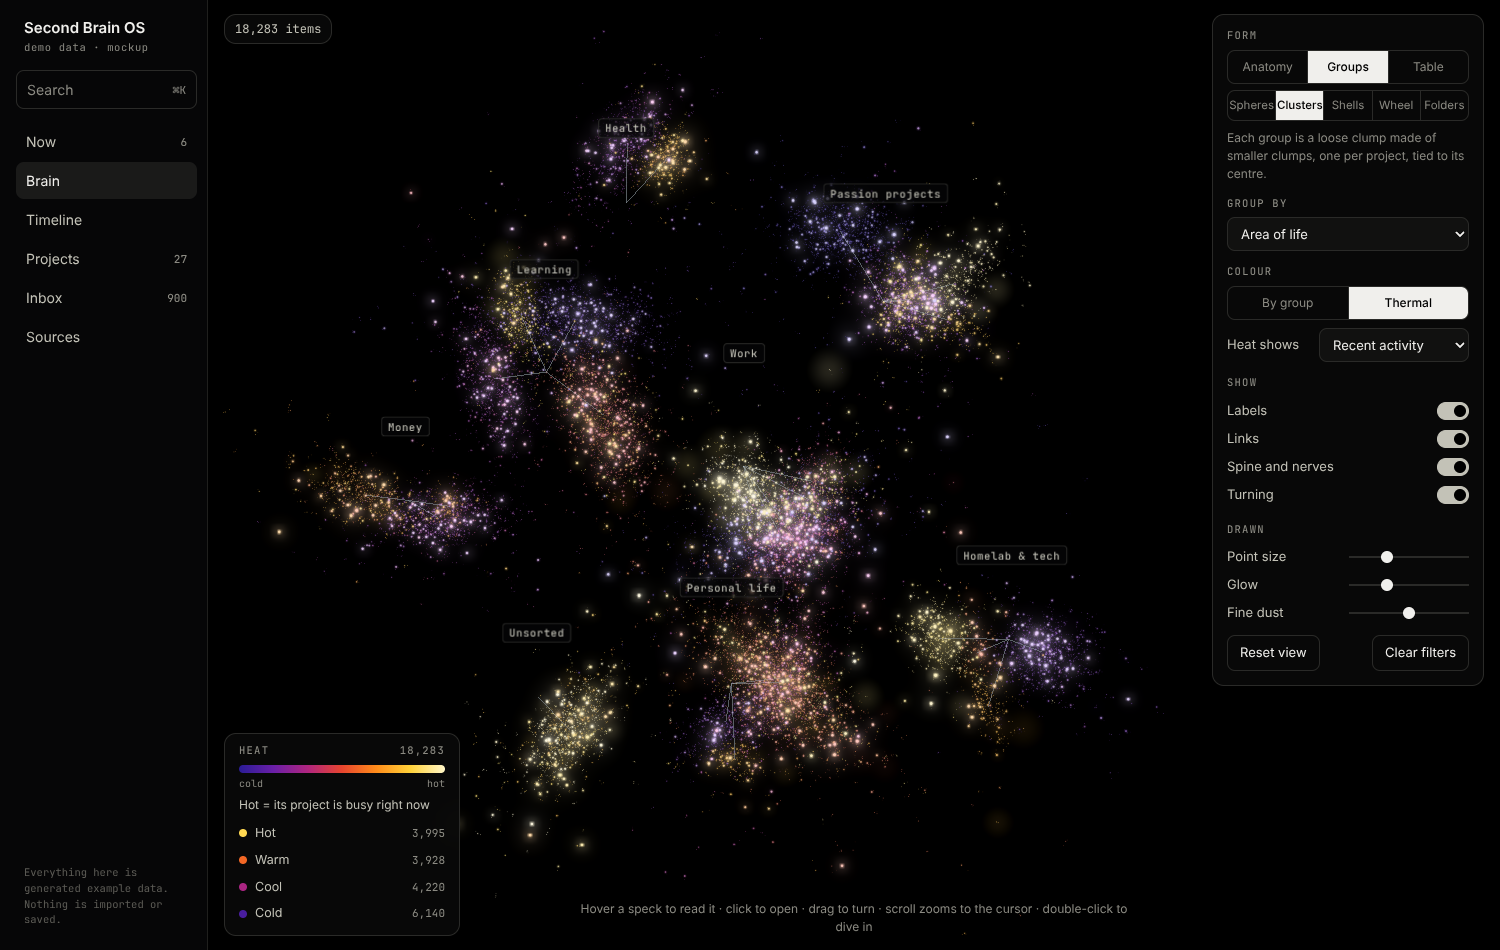 Second Brain OS
demo data · mockup
Search ⌘K
Now 6
Brain
Timeline
Projects 27
Inbox 900
Sources
Everything here is
generated example data.
Nothing is imported or
saved.
18,283 items
Health
Passion projects
Learning
Work
Money
Homelab & tech
Personal life
Unsorted
HEAT 18,283
cold hot
Hot = its project is busy right now
Hot 3,995
Warm 3,928
Cool 4,220
Cold 6,140
Hover a speck to read it · click to open · drag to turn · scroll zooms to the cursor · double-click to
dive in
FORM
Anatomy Groups Table
Spheres Clusters Shells Wheel Folders
Each group is a loose clump made of
smaller clumps, one per project, tied to its
centre.
GROUP BY
Area of life
COLOUR
By group Thermal
Heat shows Recent activity
SHOW
Labels
Links
Spine and nerves
Turning
DRAWN
Point size
Glow
Fine dust
Reset view Clear filters